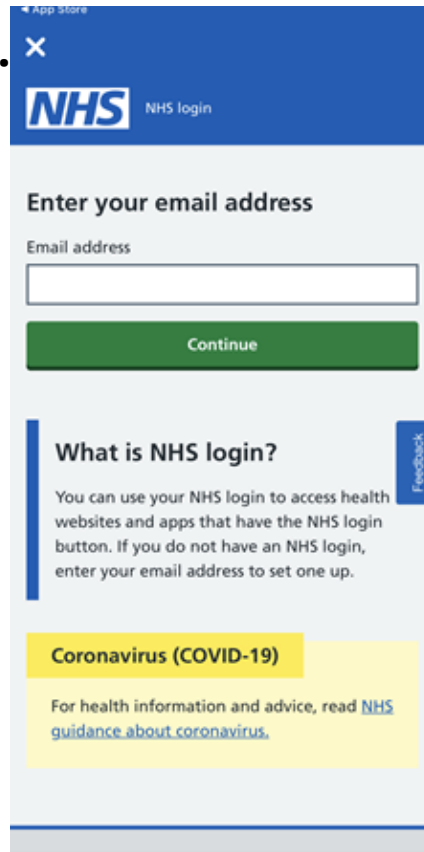 ◀ App Store
NHS NHS login
Enter your email address
Email address
Continue
What is NHS login?
You can use your NHS login to access health
websites and apps that have the NHS login
button. If you do not have an NHS login,
enter your email address to set one up.
Feedback
Coronavirus (COVID-19)
For health information and advice, read NHS
guidance about coronavirus.